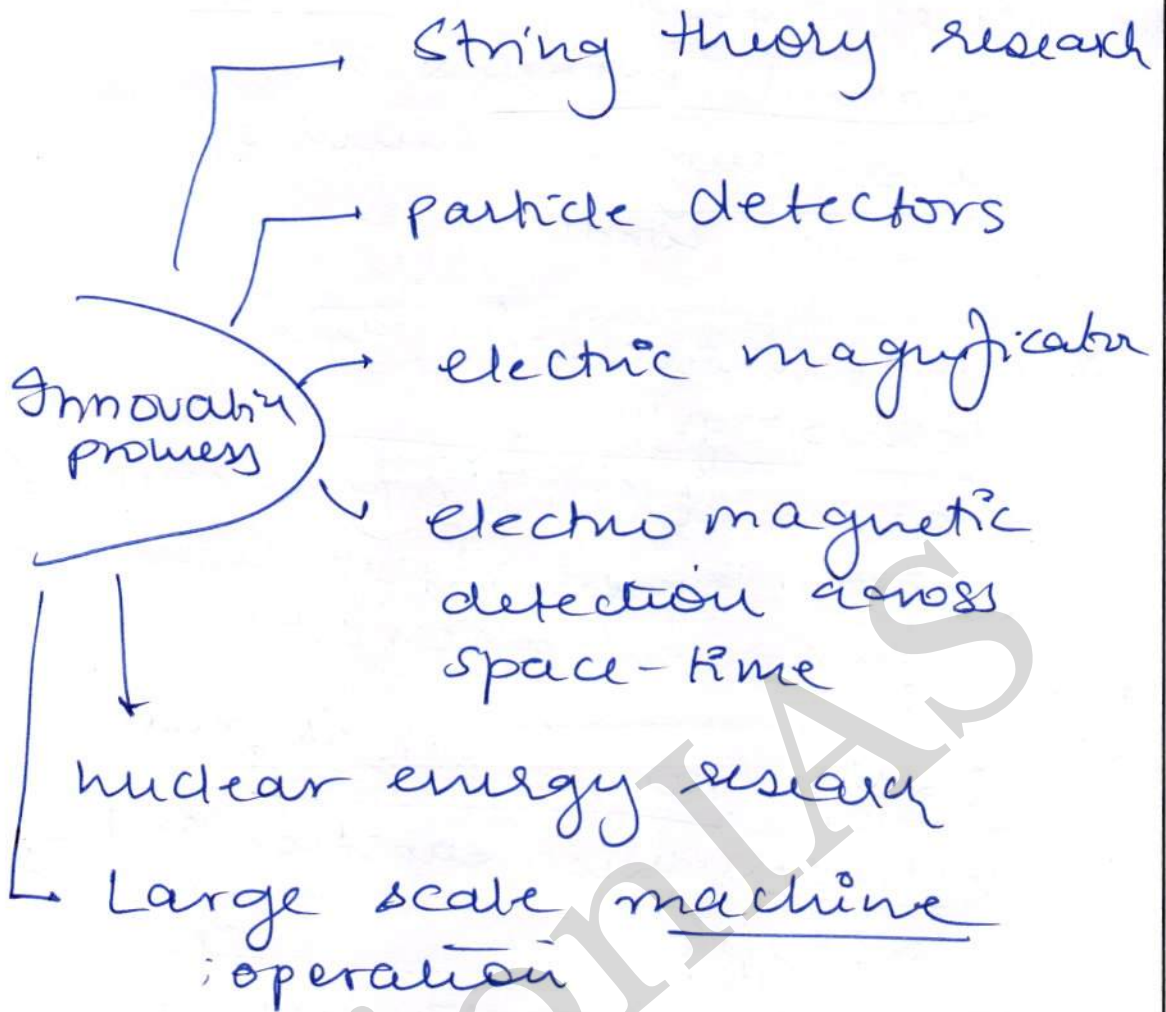 String theory research
particle detectors
electric magnificator
Innovation
prowess
electro magnetic
detection across
space-time
nuclear energy research
Large scale machine
operation